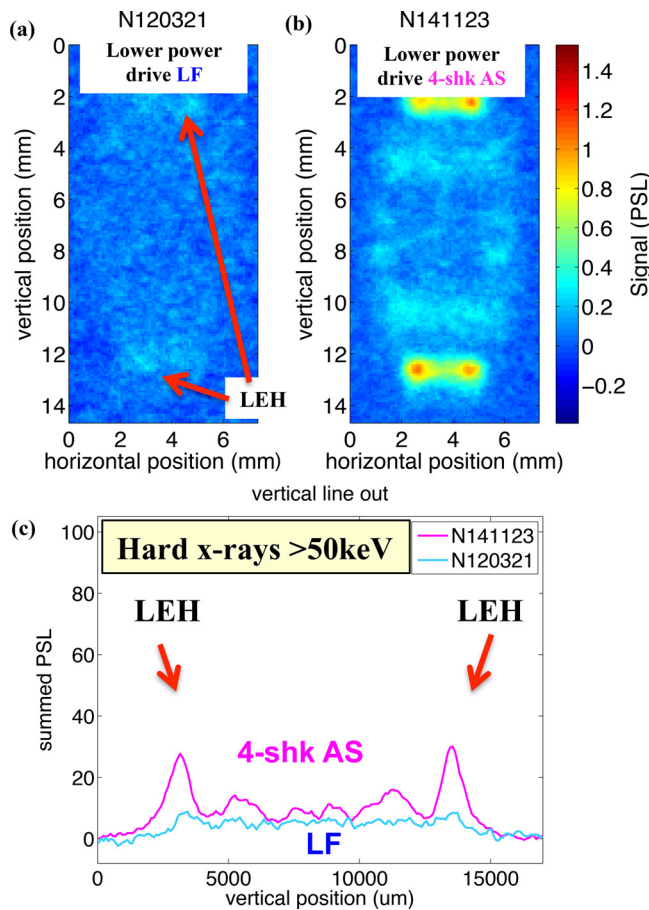 (a)
N120321
Lower power
drive LF
0
2
4
6
8
10
12
14
vertical position (mm)
LEH
0 2 4 6
horizontal position (mm)
(b)
N141123
Lower power
drive 4-shk AS
0
2
4
6
8
10
12
14
vertical position (mm)
0 2 4 6
horizontal position (mm)
1.4
1.2
1
0.8
0.6
0.4
0.2
0
−0.2
Signal (PSL)
(c)
vertical line out
Hard x-rays >50keV
N141123
N120321
LEH
LEH
4-shk AS
LF
100
80
60
40
20
0
summed PSL
0 5000 10000 15000
vertical position (um)